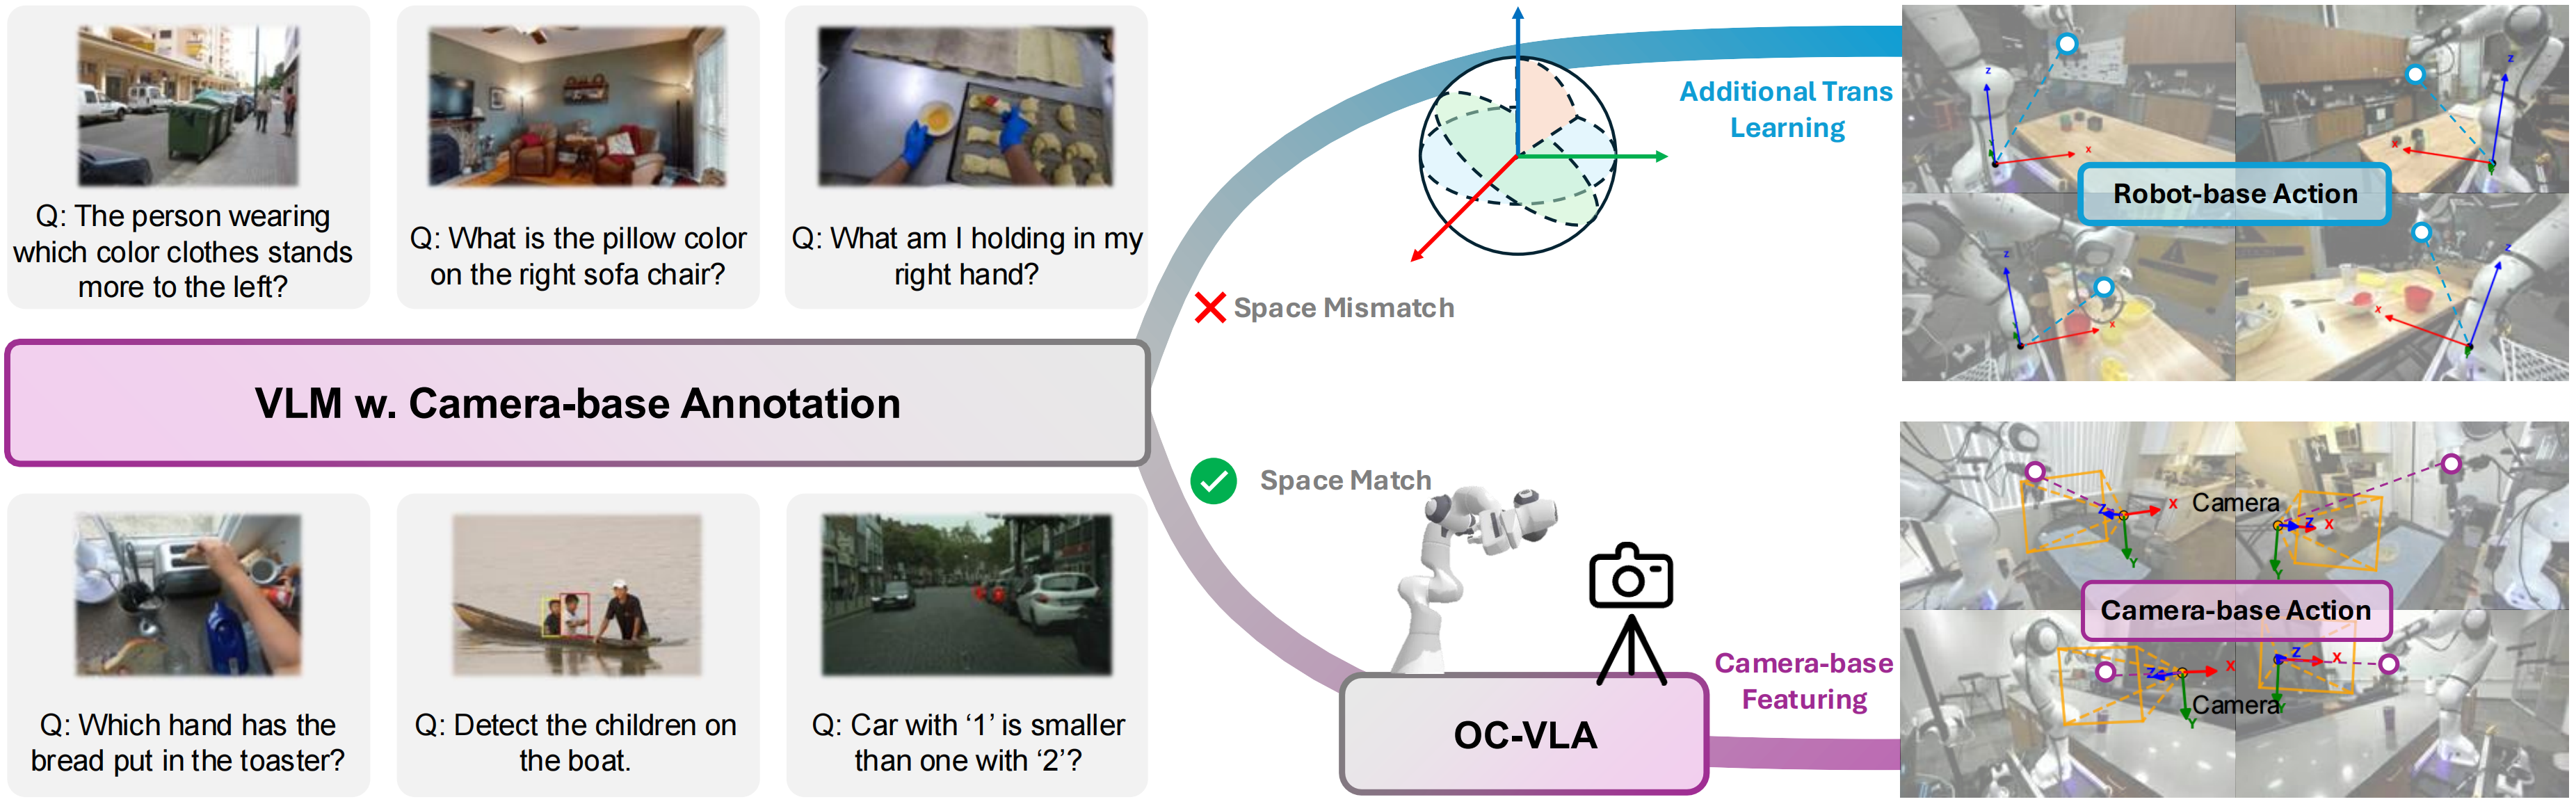 Q: The person wearing
which color clothes stands
more to the left?
Q: What is the pillow color
on the right sofa chair?
Q: What am I holding in my
right hand?
VLM w. Camera-base Annotation
Q: Which hand has the
bread put in the toaster?
Q: Detect the children on
the boat.
Q: Car with ‘1’ is smaller
than one with ‘2’?
Space Mismatch
Additional Trans
Learning
Space Match
OC-VLA
Camera-base
Featuring
z
x
z
x
Robot-base Action
z
x
z
x
Z
X
Y
Camera
Z
X
Y
Camera-base Action
Z
X
Y
Camera
Z
X
Y